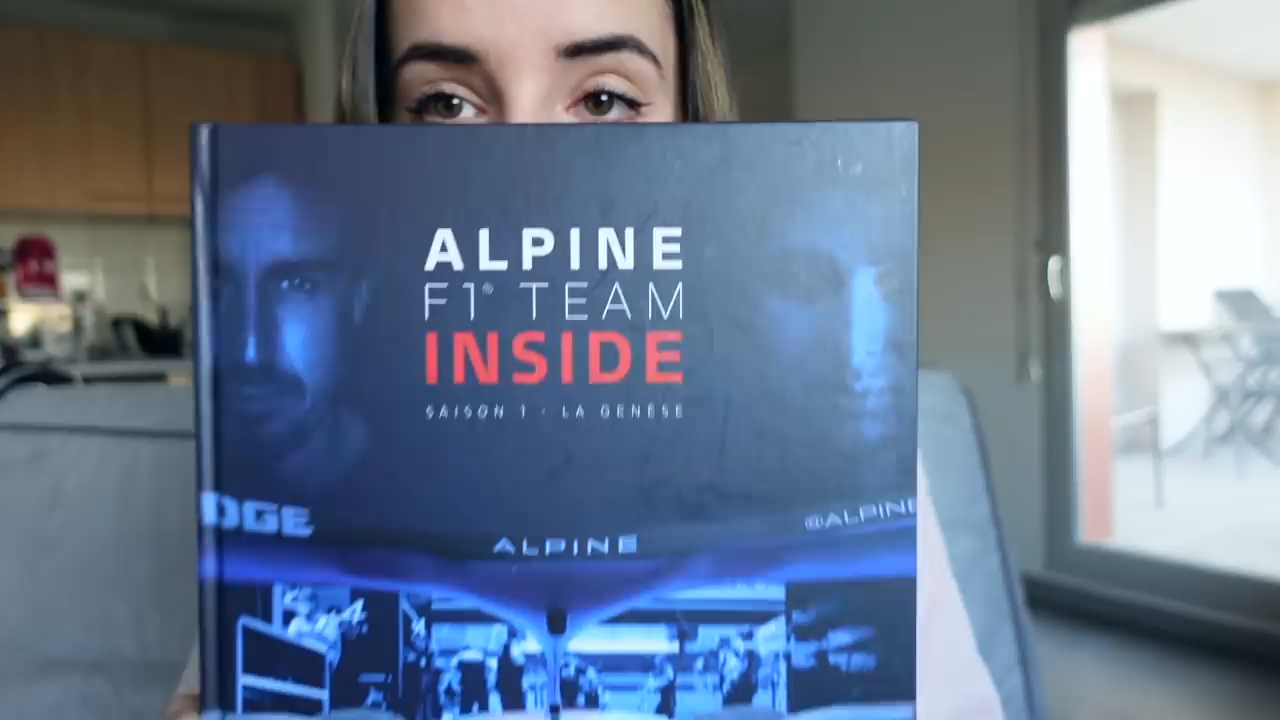 ALPINE
F1® TEAM
INSIDE
SAISON 1 - LA GENÈSE
DGE
ALPINE
@ALPINE